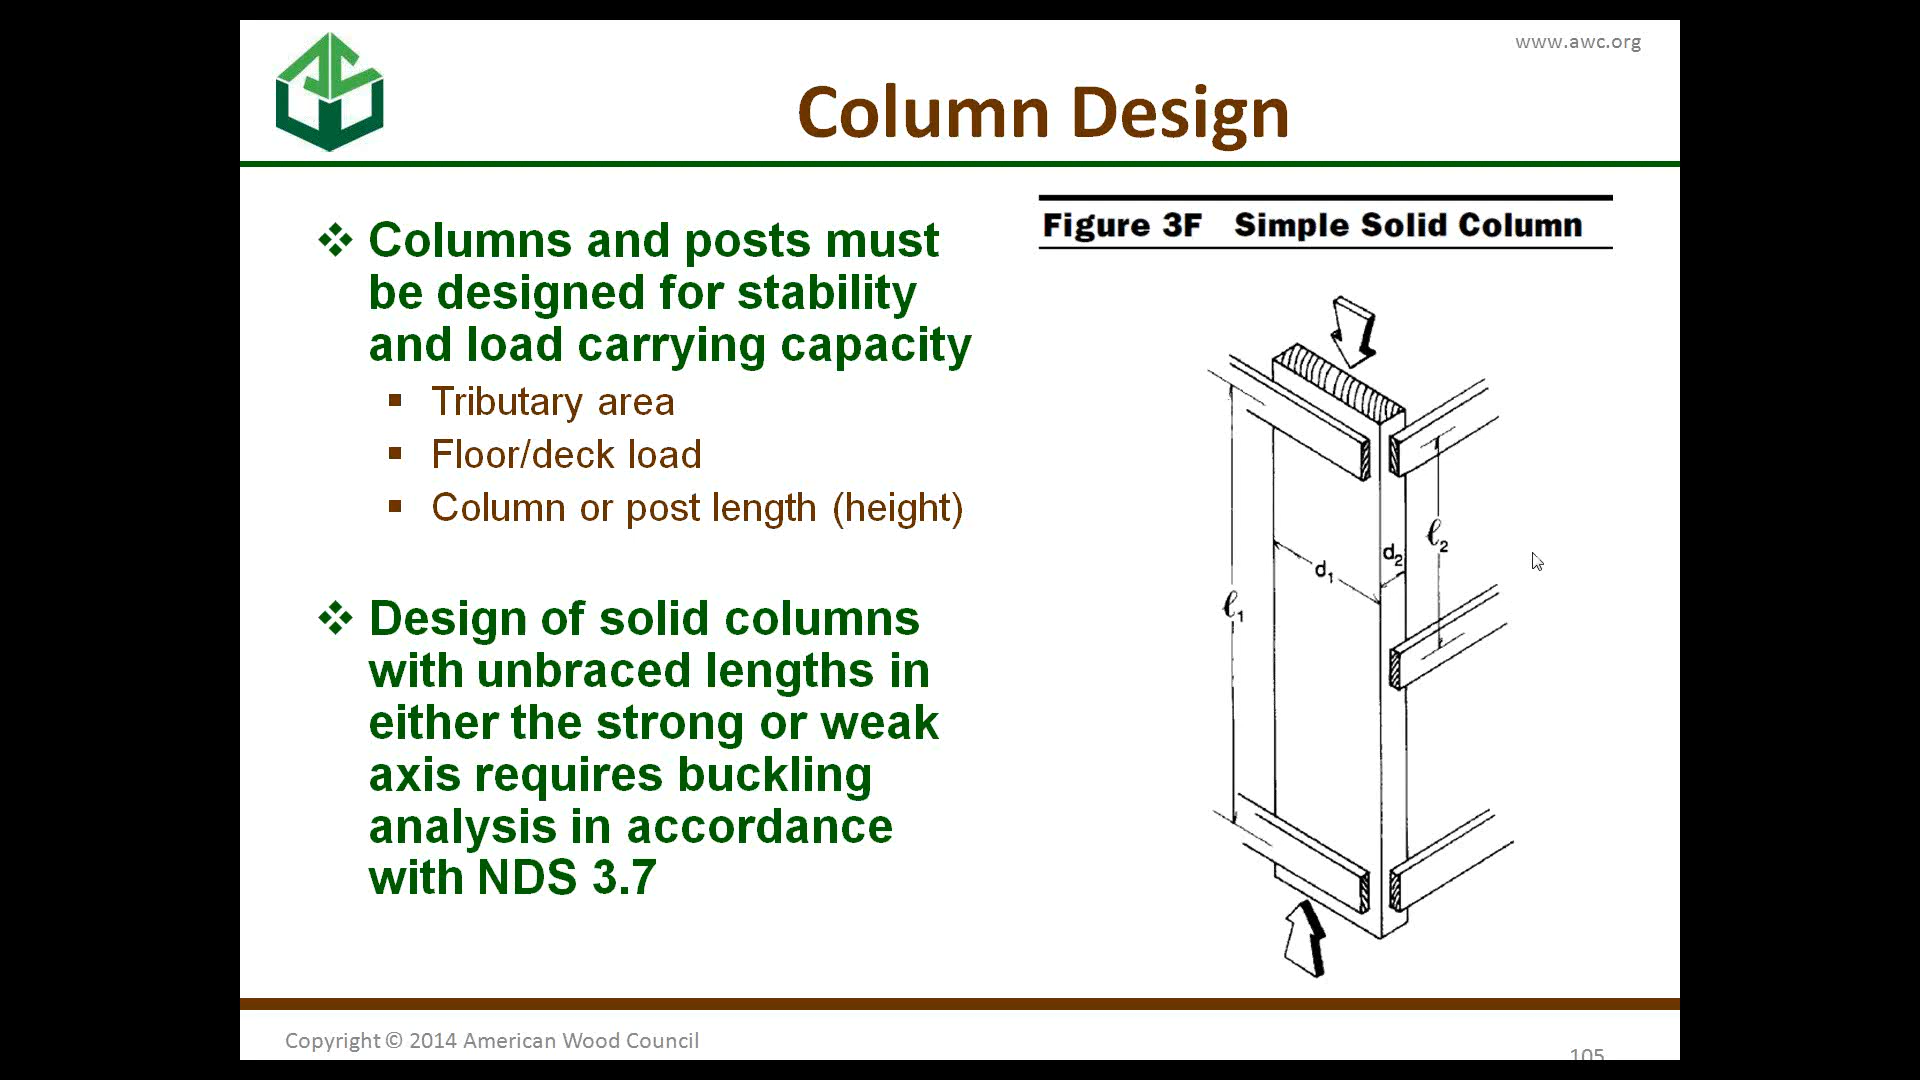 www.awc.org
Column Design
Columns and posts must
be designed for stability
and load carrying capacity
Tributary area
Floor/deck load
Column or post length (height)
Design of solid columns
with unbraced lengths in
either the strong or weak
axis requires buckling
analysis in accordance
with NDS 3.7
Figure 3F Simple Solid Column
d₂
ℓ₂
d₁
ℓ₁
Copyright © 2014 American Wood Council
105